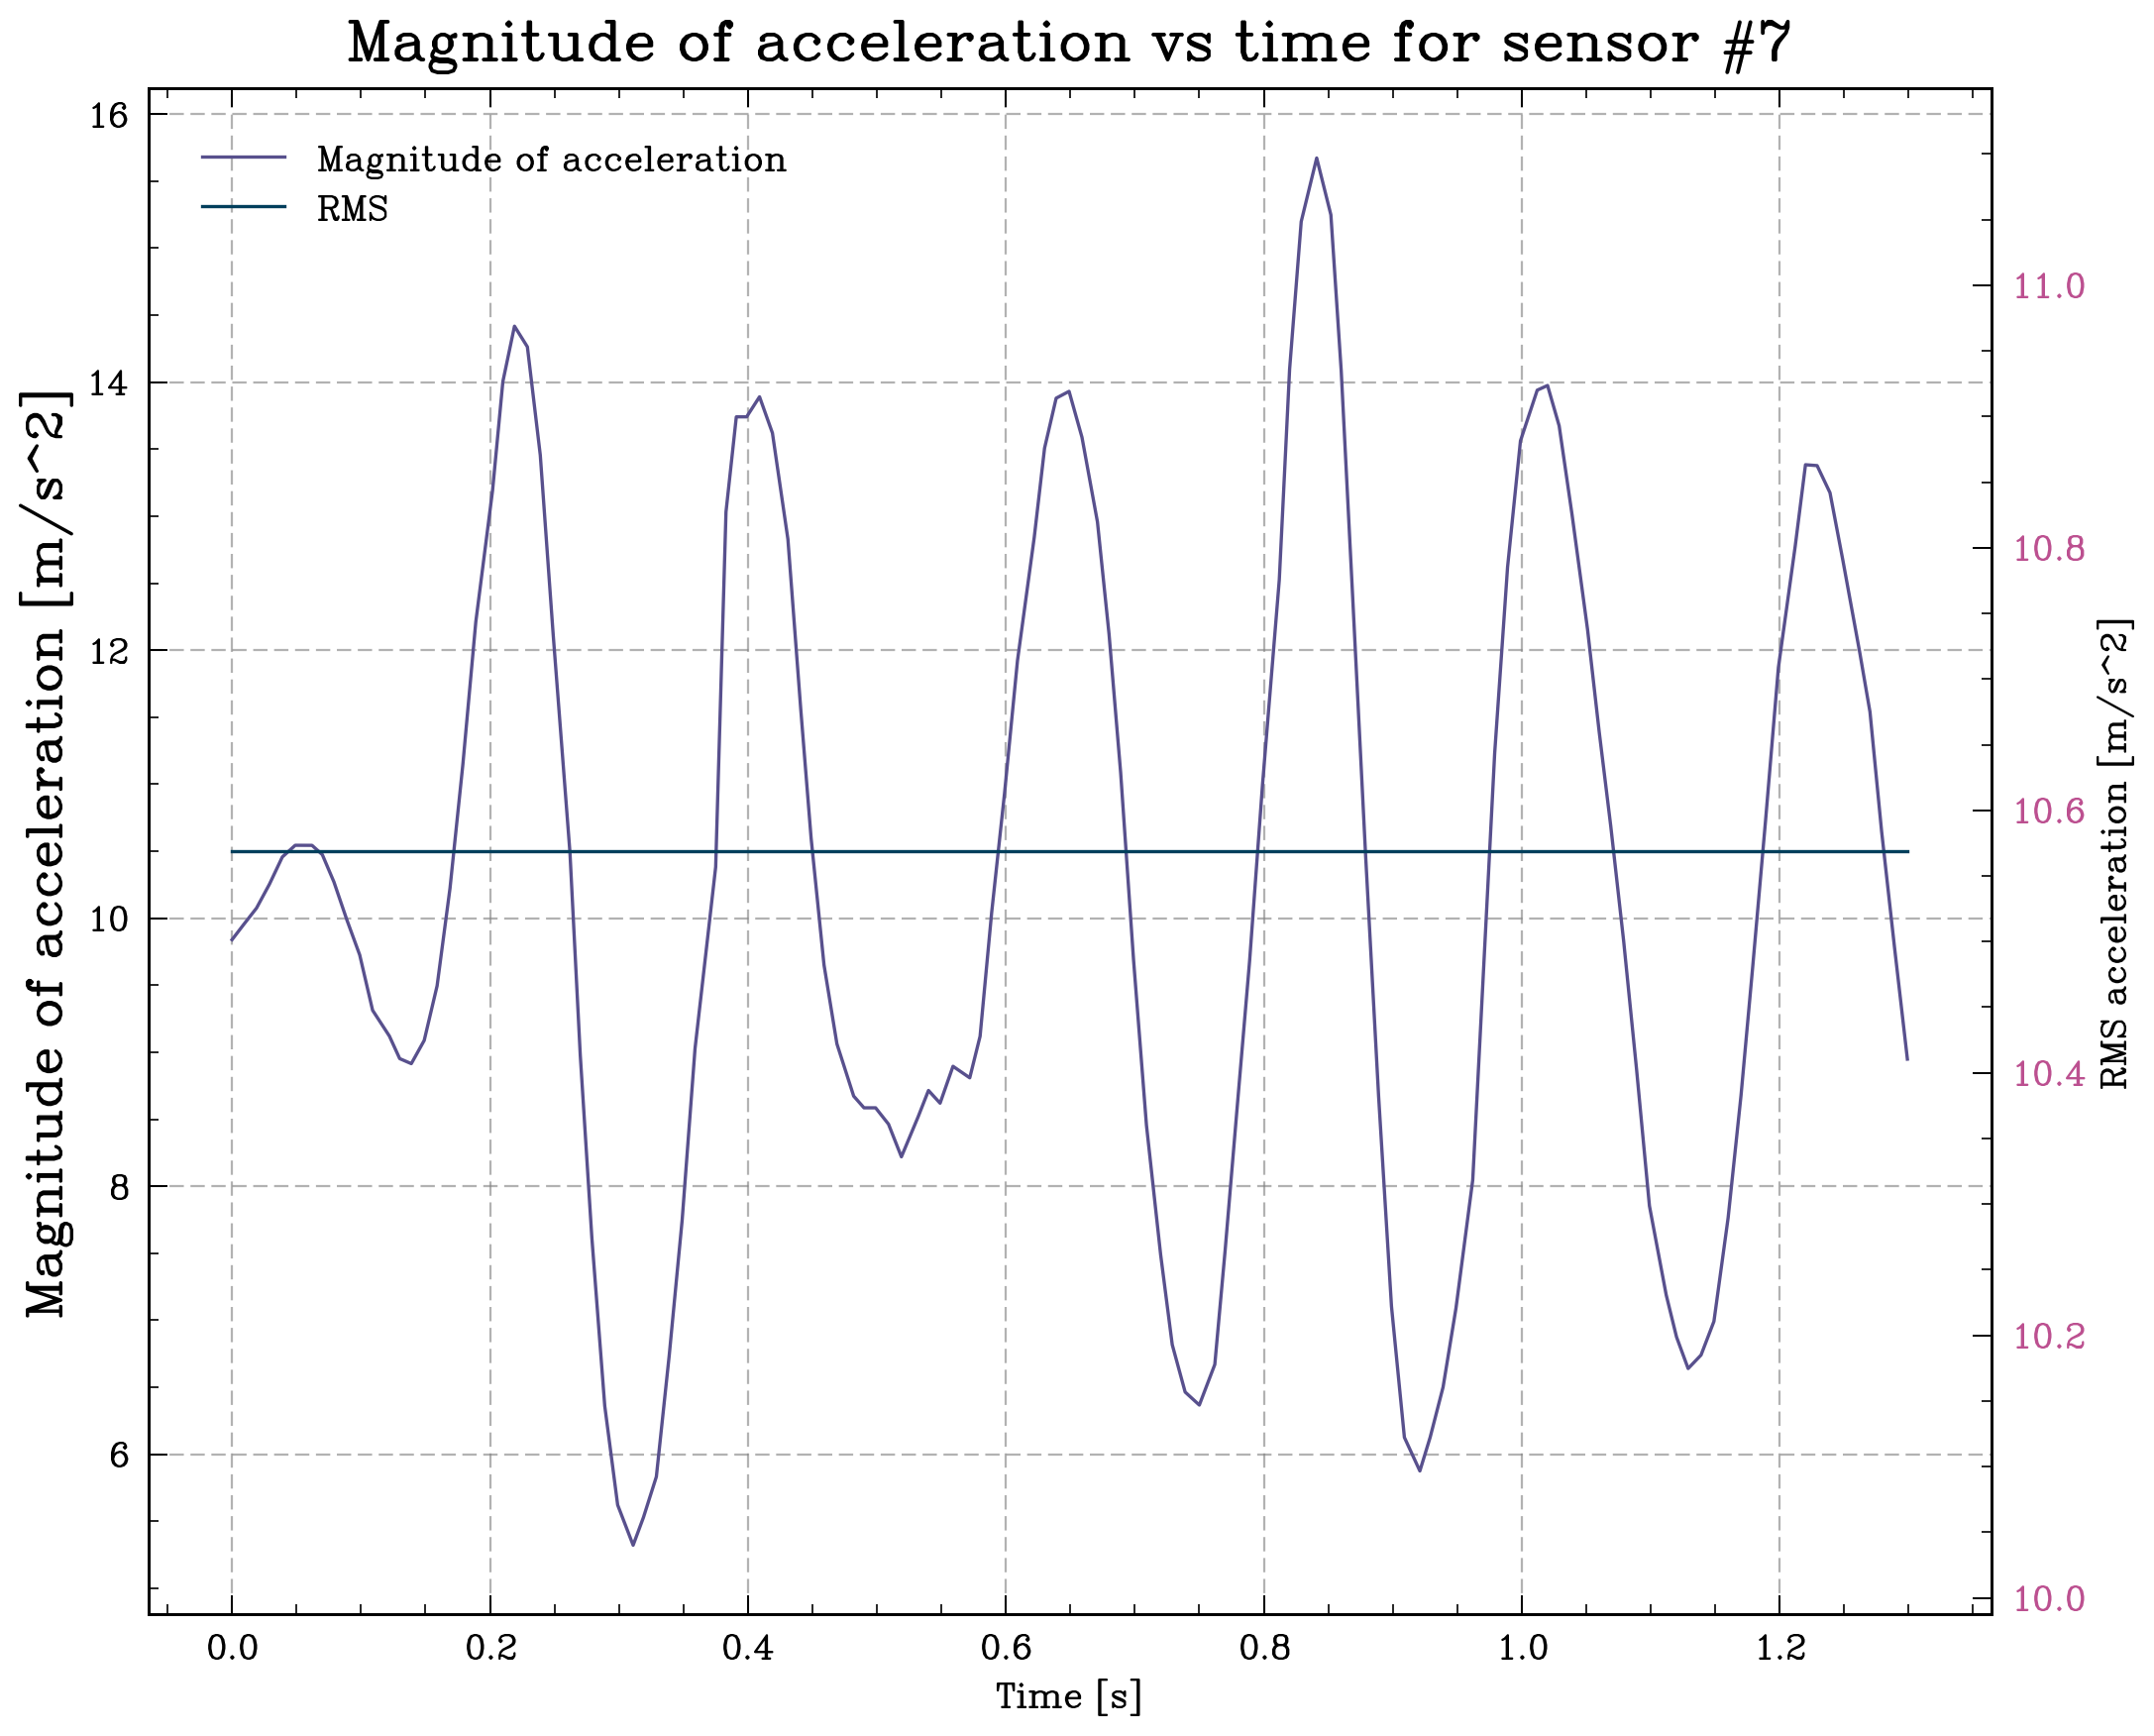 Magnitude of acceleration vs time for sensor #7
Magnitude of acceleration [m/s^2]
16
14
12
10
8
6
Magnitude of acceleration
RMS
11.0
10.8
10.6
10.4
10.2
10.0
RMS acceleration [m/s^2]
0.0 0.2 0.4 0.6 0.8 1.0 1.2
Time [s]